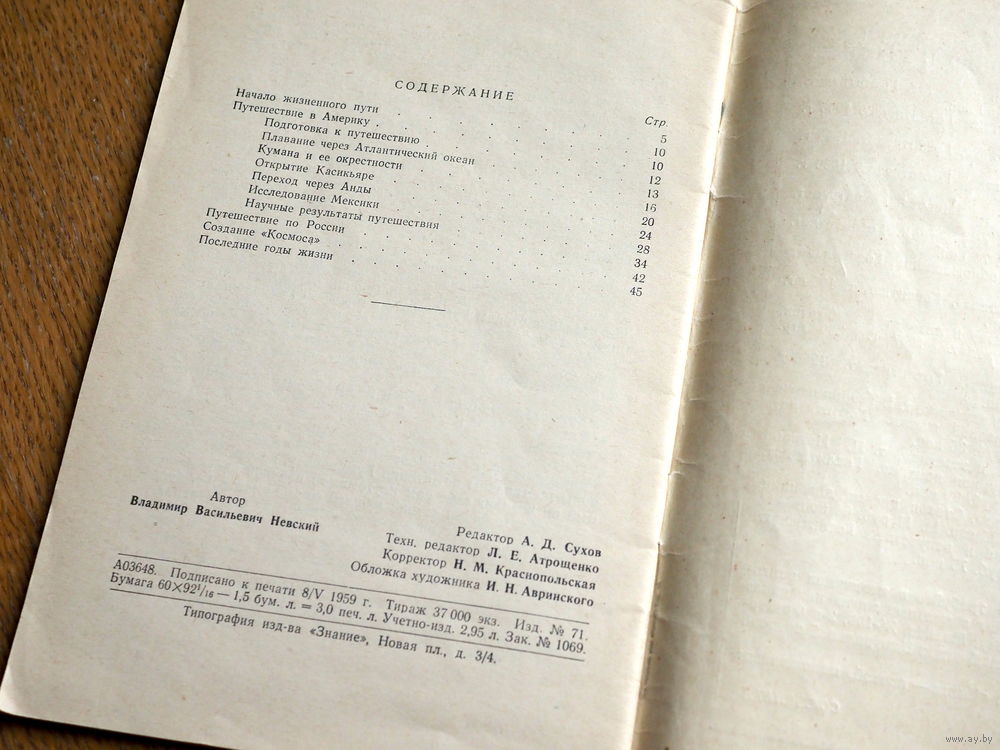 СОДЕРЖАНИЕ
Стр.
Начало жизненного пути . . . . . . . . 5
Путешествие в Америку . . . . . . . . 10
Подготовка к путешествию . . . . . . . . 10
Плавание через Атлантический океан . . . . . . . . 12
Кумана и ее окрестности . . . . . . . . 13
Открытие Касикьяре . . . . . . . . 16
Переход через Анды . . . . . . . . 20
Исследование Мексики . . . . . . . . 24
Научные результаты путешествия . . . . . . . . 28
Путешествие по России . . . . . . . . 34
Создание «Космоса» . . . . . . . . 42
Последние годы жизни . . . . . . . . 45
Автор
Владимир Васильевич Невский
Редактор А. Д. Сухов
Техн. редактор Л. Е. Атрощенко
Корректор Н. М. Краснопольская
Обложка художника И. Н. Авринского
А03648. Подписано к печати 8/V 1959 г. Тираж 37 000 экз. Изд. № 71.
Бумага 60×92 1/16 — 1,5 бум. л. = 3,0 печ. л. Учетно-изд. 2,95 л. Зак. № 1069.
Типография изд-ва «Знание», Новая пл., д. 3/4.
www.ay.by